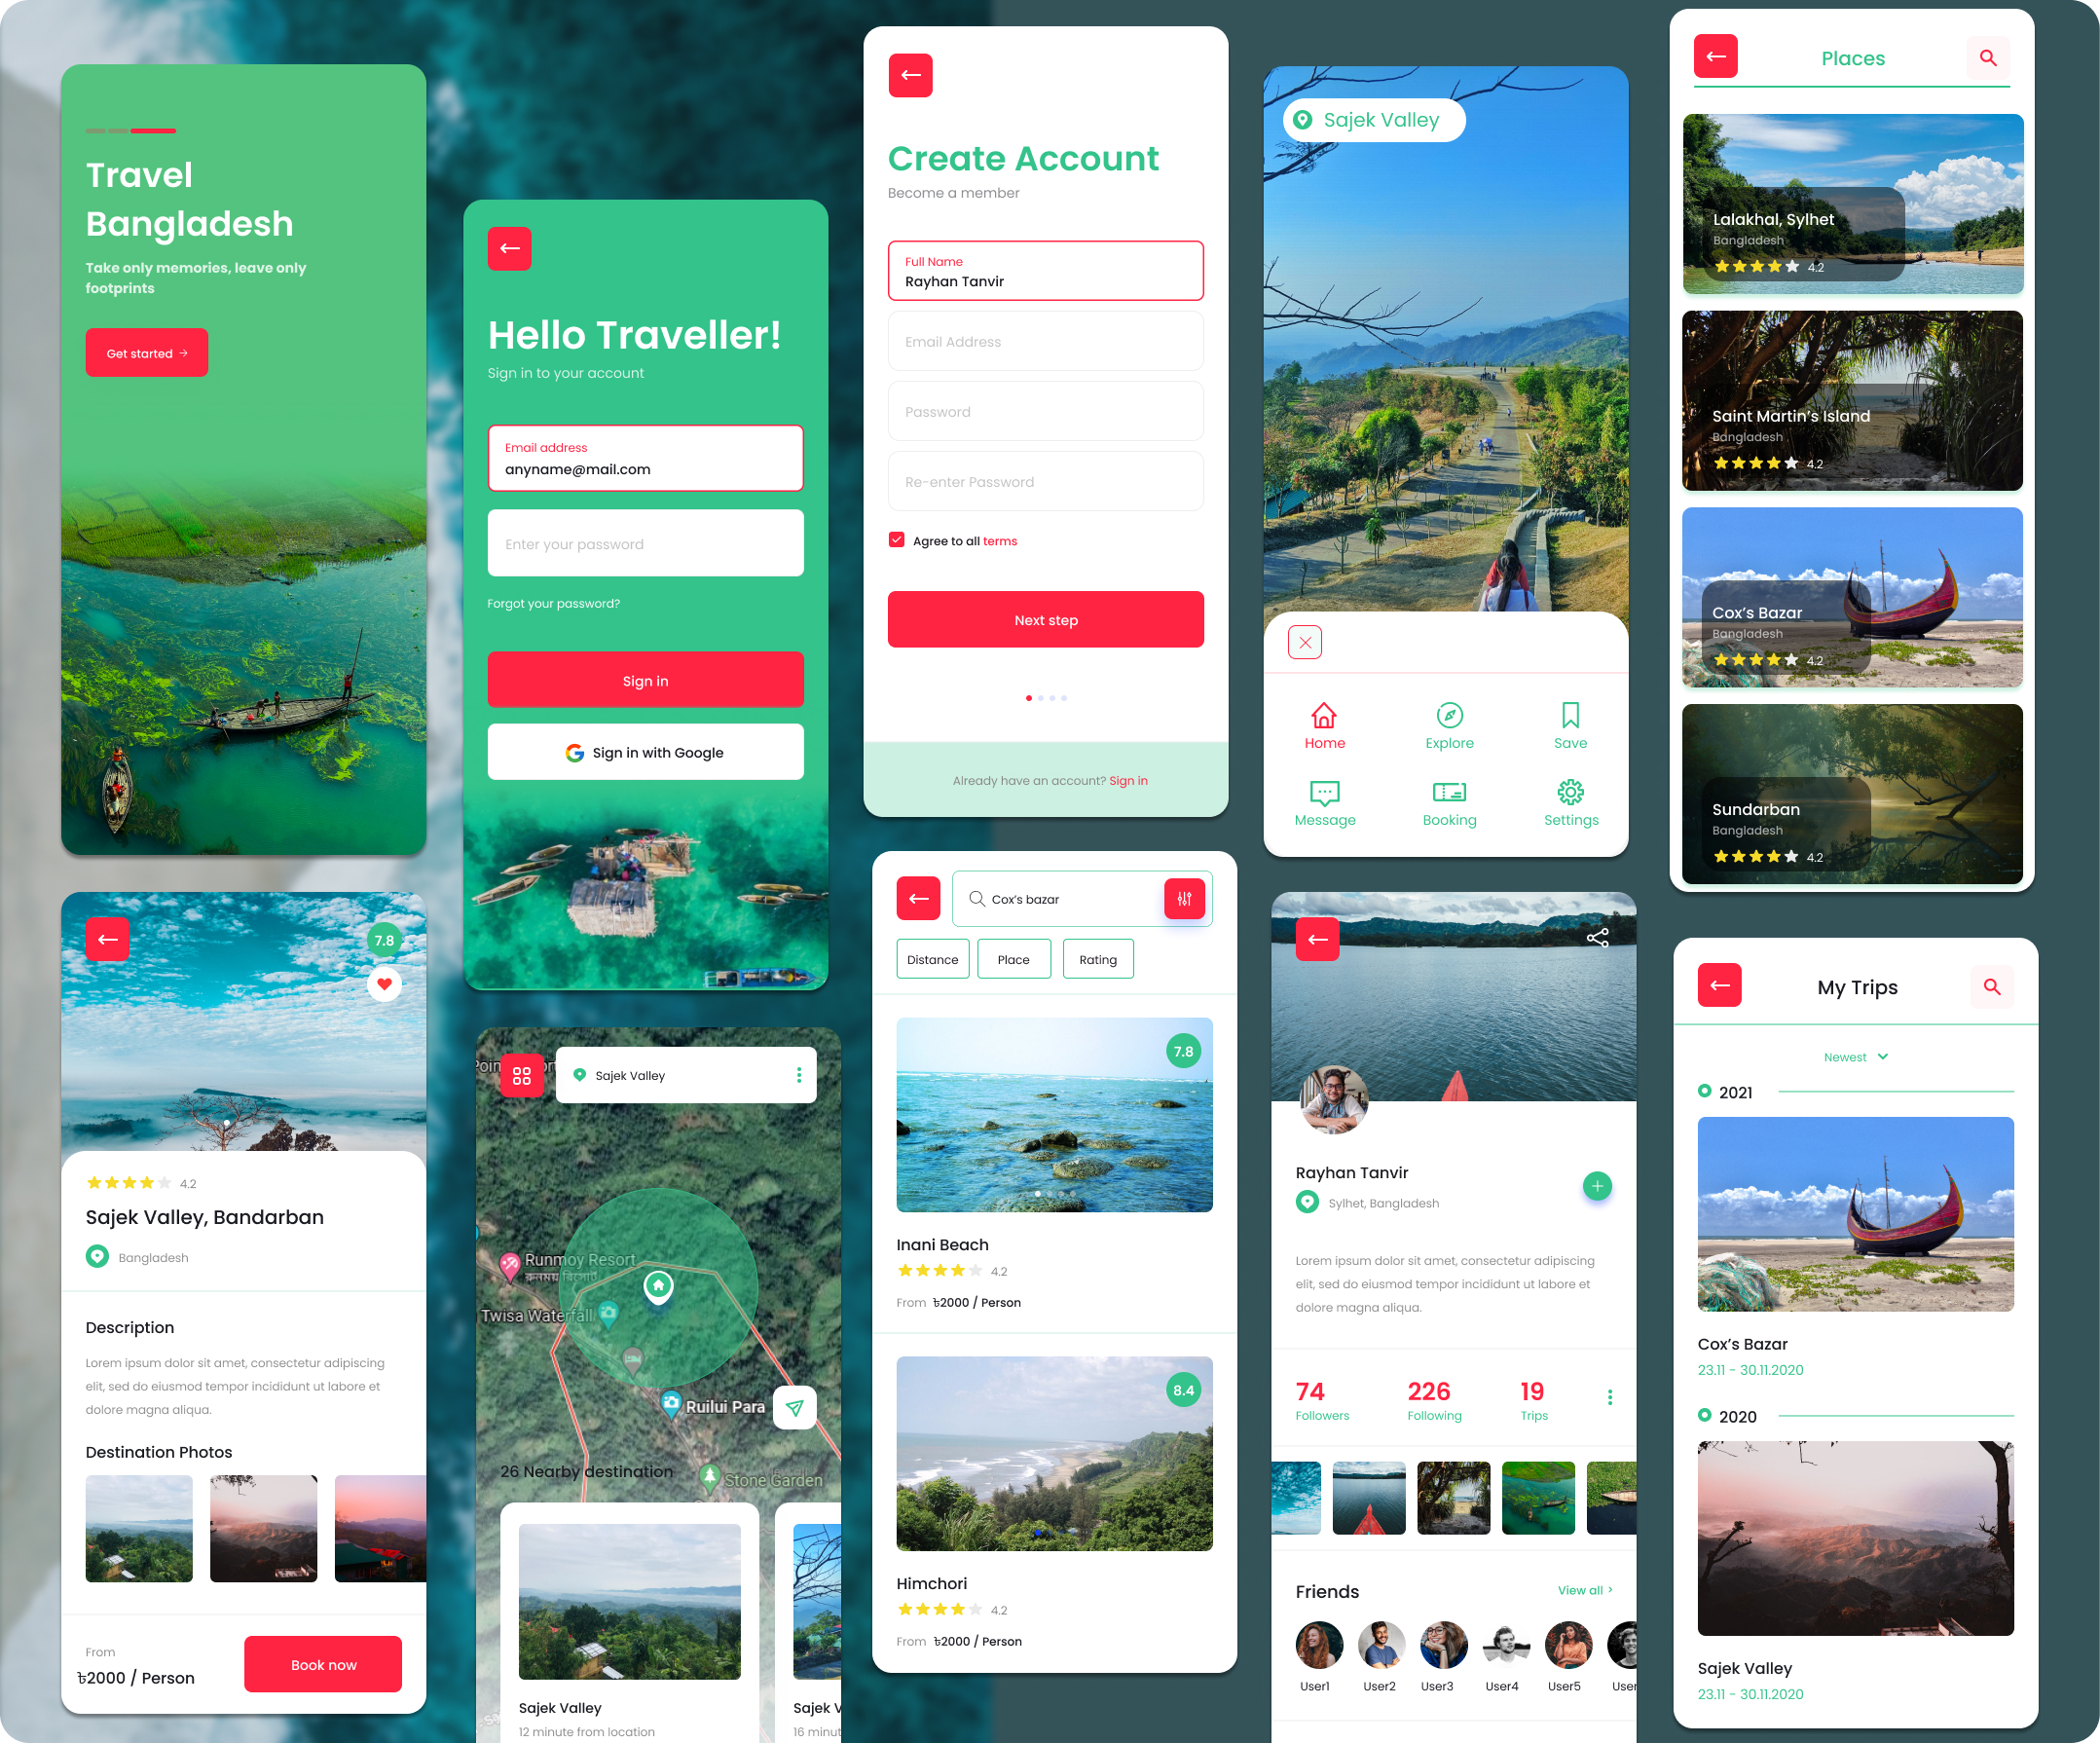 Travel
Bangladesh
Take only memories, leave only
footprints
Get started
Hello Traveller!
Sign in to your account
Email address
anyname@mail.com
Enter your password
Forgot your password?
Sign in
Sign in with Google
Create Account
Become a member
Full Name
Rayhan Tanvir
Email Address
Password
Re-enter Password
Agree to all terms
Next step
Already have an account? Sign in
Sajek Valley
Home
Explore
Save
Message
Booking
Settings
Places
Lalakhal, Sylhet
Bangladesh
4.2
Saint Martin's Island
Bangladesh
4.2
Cox's Bazar
Bangladesh
4.2
Sundarban
Bangladesh
4.2
7.8
4.2
Sajek Valley, Bandarban
Bangladesh
Description
Lorem ipsum dolor sit amet, consectetur adipiscing
elit, sed do eiusmod tempor incididunt ut labore et
dolore magna aliqua.
Destination Photos
From
৳2000 / Person
Book now
Sajek Valley
Runmoy Resort
রুনময় রিসোর্ট
Twisa Waterfall
Ruilui Para
26 Nearby destination
Stone Garden
Sajek Valley
12 minute from location
Sajek V
16 minut
Cox's bazar
Distance
Place
Rating
7.8
Inani Beach
4.2
From ৳2000 / Person
8.4
Himchori
4.2
From ৳2000 / Person
Rayhan Tanvir
Sylhet, Bangladesh
Lorem ipsum dolor sit amet, consectetur adipiscing
elit, sed do eiusmod tempor incididunt ut labore et
dolore magna aliqua.
74
Followers
226
Following
19
Trips
Friends
View all
User1
User2
User3
User4
User5
User
My Trips
Newest
2021
Cox's Bazar
23.11 - 30.11.2020
2020
Sajek Valley
23.11 - 30.11.2020